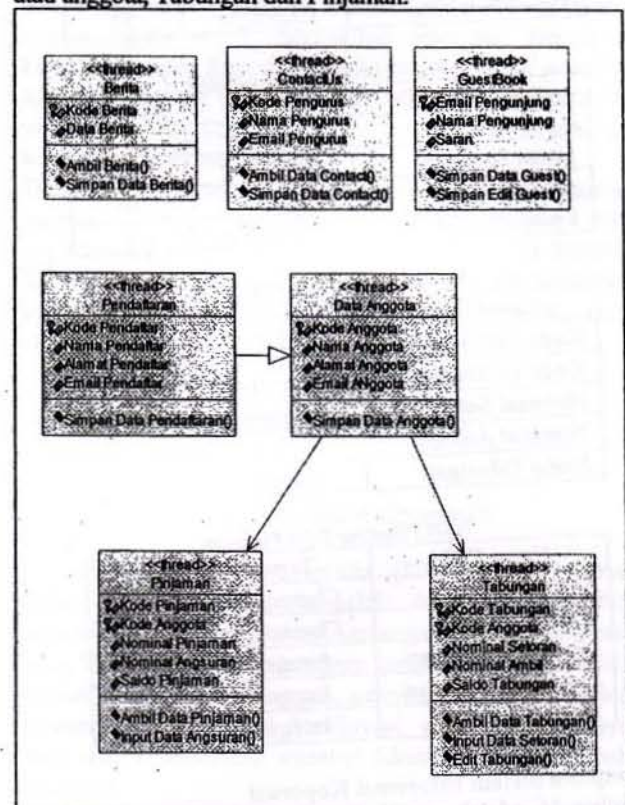 atau anggota, Tabungan dan Pinjaman.
<<thread>>
Berita
Kode Berita
Data Berita
Ambil Berita()
Simpan Data Berita()
<<thread>>
ContactUs
Kode Pengurus
Nama Pengurus
Email Pengurus
Ambil Data Contact()
Simpan Data Contact()
<<thread>>
GuestBook
Email Pengunjung
Nama Pengunjung
Saran
Simpan Data Guest()
Simpan Edit Guest()
<<thread>>
Pendaftaran
Kode Pendaftar
Nama Pendaftar
Alamat Pendaftar
Email Pendaftar
Simpan Data Pendaftaran()
<<thread>>
Data Anggota
Kode Anggota
Nama Anggota
Alamat Anggota
Email ANggota
Simpan Data Anggota()
<<thread>>
Pinjaman
Kode Pinjaman
Kode Anggota
Nominal Pinjaman
Nominal Angsuran
Saldo Pinjaman
Ambil Data Pinjaman()
Input Data Angsuran()
<<thread>>
Tabungan
Kode Tabungan
Kode Anggota
Nominal Setoran
Nominal Ambil
Saldo Tabungan
Ambil Data Tabungan()
Input Data Setoran()
Edit Tabungan()